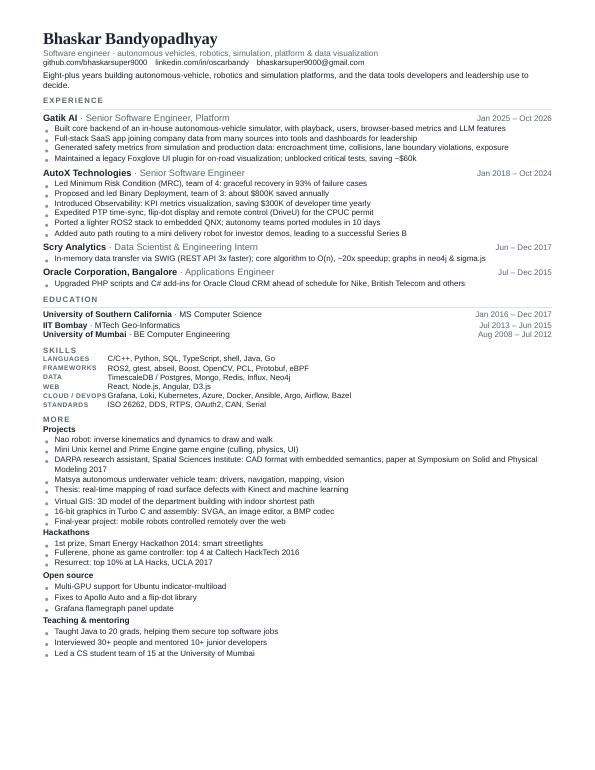 Bhaskar Bandyopadhyay
Software engineer · autonomous vehicles, robotics, simulation, platform & data visualization
github.com/bhaskarsuper9000 linkedin.com/in/oscarbandy bhaskarsuper9000@gmail.com
Eight-plus years building autonomous-vehicle, robotics and simulation platforms, and the data tools developers and leadership use to
decide.
EXPERIENCE
Gatik AI · Senior Software Engineer, Platform Jan 2025 – Oct 2026
Built core backend of an in-house autonomous-vehicle simulator, with playback, users, browser-based metrics and LLM features
Full-stack SaaS app joining company data from many sources into tools and dashboards for leadership
Generated safety metrics from simulation and production data: encroachment time, collisions, lane boundary violations, exposure
Maintained a legacy Foxglove UI plugin for on-road visualization; unblocked critical tests, saving ~$60k
AutoX Technologies · Senior Software Engineer Jan 2018 – Oct 2024
Led Minimum Risk Condition (MRC), team of 4: graceful recovery in 93% of failure cases
Proposed and led Binary Deployment, team of 3: about $800K saved annually
Introduced Observability: KPI metrics visualization, saving $300K of developer time yearly
Expedited PTP time-sync, flip-dot display and remote control (DriveU) for the CPUC permit
Ported a lighter ROS2 stack to embedded QNX; autonomy teams ported modules in 10 days
Added auto path routing to a mini delivery robot for investor demos, leading to a successful Series B
Scry Analytics · Data Scientist & Engineering Intern Jun – Dec 2017
In-memory data transfer via SWIG (REST API 3x faster); core algorithm to O(n), ~20x speedup; graphs in neo4j & sigma.js
Oracle Corporation, Bangalore · Applications Engineer Jul – Dec 2015
Upgraded PHP scripts and C# add-ins for Oracle Cloud CRM ahead of schedule for Nike, British Telecom and others
EDUCATION
University of Southern California · MS Computer Science Jan 2016 – Dec 2017
IIT Bombay · MTech Geo-Informatics Jul 2013 – Jun 2015
University of Mumbai · BE Computer Engineering Aug 2008 – Jul 2012
SKILLS
LANGUAGES C/C++, Python, SQL, TypeScript, shell, Java, Go
FRAMEWORKS ROS2, gtest, abseil, Boost, OpenCV, PCL, Protobuf, eBPF
DATA TimescaleDB / Postgres, Mongo, Redis, Influx, Neo4j
WEB React, Node.js, Angular, D3.js
CLOUD / DEVOPS Grafana, Loki, Kubernetes, Azure, Docker, Ansible, Argo, Airflow, Bazel
STANDARDS ISO 26262, DDS, RTPS, OAuth2, CAN, Serial
MORE
Projects
Nao robot: inverse kinematics and dynamics to draw and walk
Mini Unix kernel and Prime Engine game engine (culling, physics, UI)
DARPA research assistant, Spatial Sciences Institute: CAD format with embedded semantics, paper at Symposium on Solid and Physical
Modeling 2017
Matsya autonomous underwater vehicle team: drivers, navigation, mapping, vision
Thesis: real-time mapping of road surface defects with Kinect and machine learning
Virtual GIS: 3D model of the department building with indoor shortest path
16-bit graphics in Turbo C and assembly: SVGA, an image editor, a BMP codec
Final-year project: mobile robots controlled remotely over the web
Hackathons
1st prize, Smart Energy Hackathon 2014: smart streetlights
Fullerene, phone as game controller: top 4 at Caltech HackTech 2016
Resurrect: top 10% at LA Hacks, UCLA 2017
Open source
Multi-GPU support for Ubuntu indicator-multiload
Fixes to Apollo Auto and a flip-dot library
Grafana flamegraph panel update
Teaching & mentoring
Taught Java to 20 grads, helping them secure top software jobs
Interviewed 30+ people and mentored 10+ junior developers
Led a CS student team of 15 at the University of Mumbai